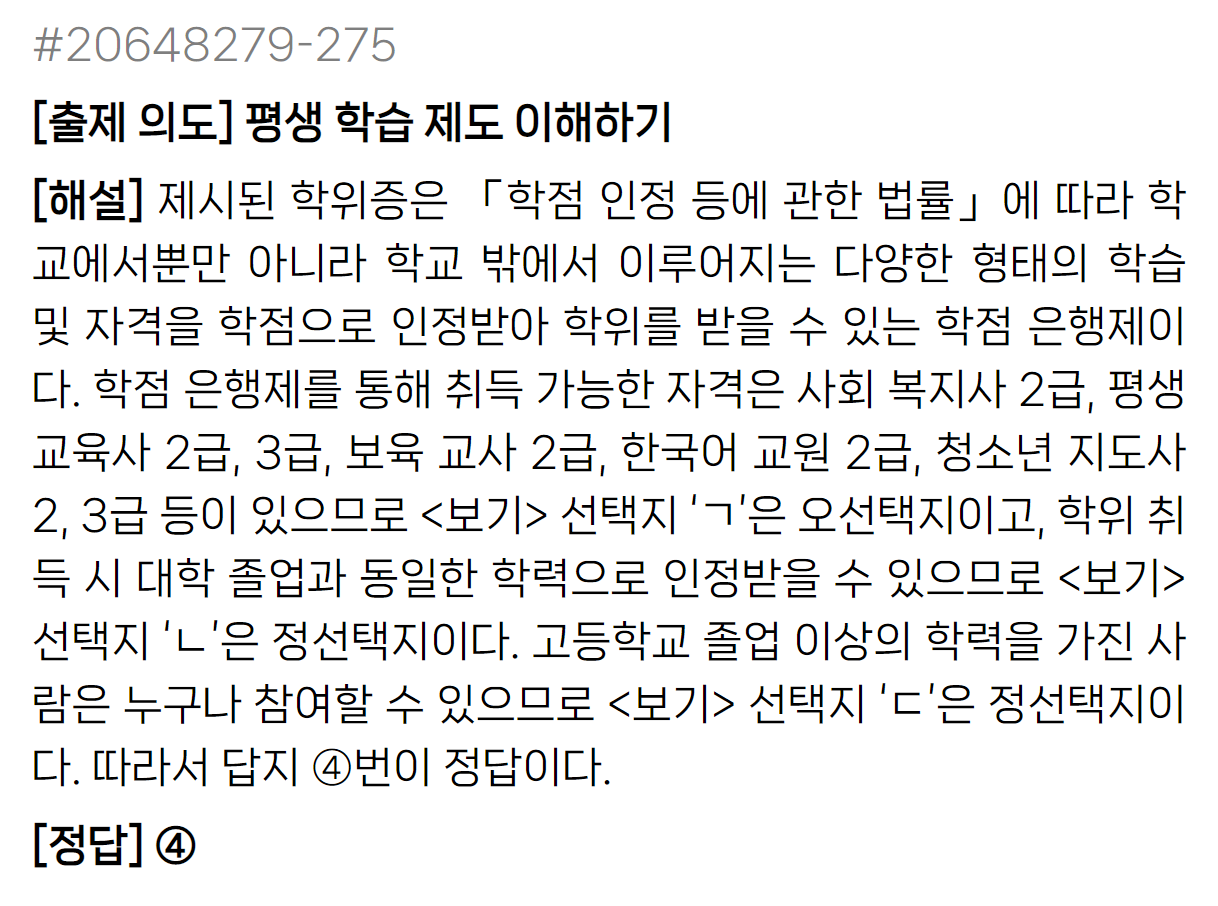 #20648279-275
[출제 의도] 평생 학습 제도 이해하기
[해설] 제시된 학위증은 「학점 인정 등에 관한 법률」에 따라 학
교에서뿐만 아니라 학교 밖에서 이루어지는 다양한 형태의 학습
및 자격을 학점으로 인정받아 학위를 받을 수 있는 학점 은행제이
다. 학점 은행제를 통해 취득 가능한 자격은 사회 복지사 2급, 평생
교육사 2급, 3급, 보육 교사 2급, 한국어 교원 2급, 청소년 지도사
2, 3급 등이 있으므로 <보기> 선택지 ‘ㄱ’은 오선택지이고, 학위 취
득 시 대학 졸업과 동일한 학력으로 인정받을 수 있으므로 <보기>
선택지 ‘ㄴ’은 정선택지이다. 고등학교 졸업 이상의 학력을 가진 사
람은 누구나 참여할 수 있으므로 <보기> 선택지 ‘ㄷ’은 정선택지이
다. 따라서 답지 ④번이 정답이다.
[정답] ④